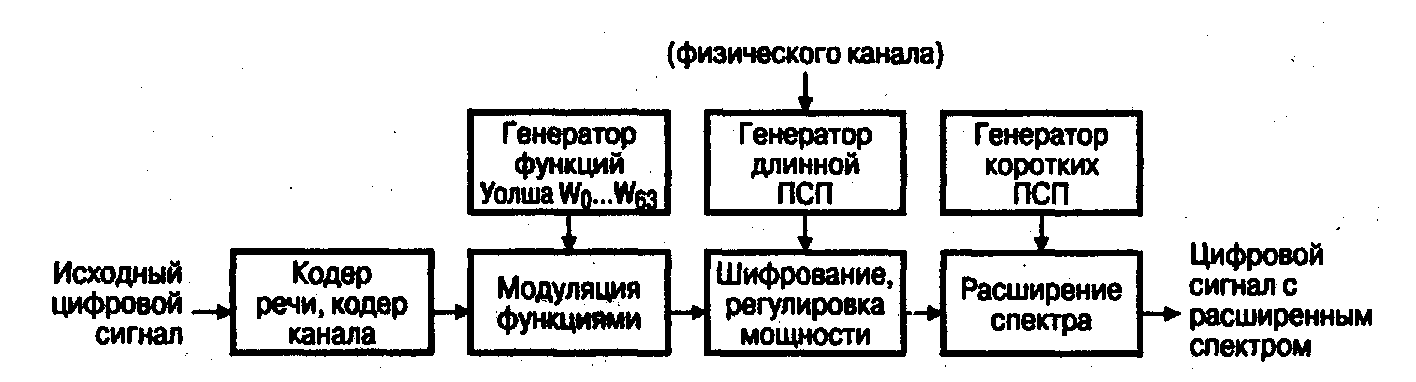 (физического канала)
Генератор
функций
Уолша W₀...W₆₃
Генератор
длинной
ПСП
Генератор
коротких
ПСП
Исходный
цифровой
сигнал
Кодер
речи, кодер
канала
Модуляция
функциями
Шифрование,
регулировка
мощности
Расширение
спектра
Цифровой
сигнал с
расширенным
спектром